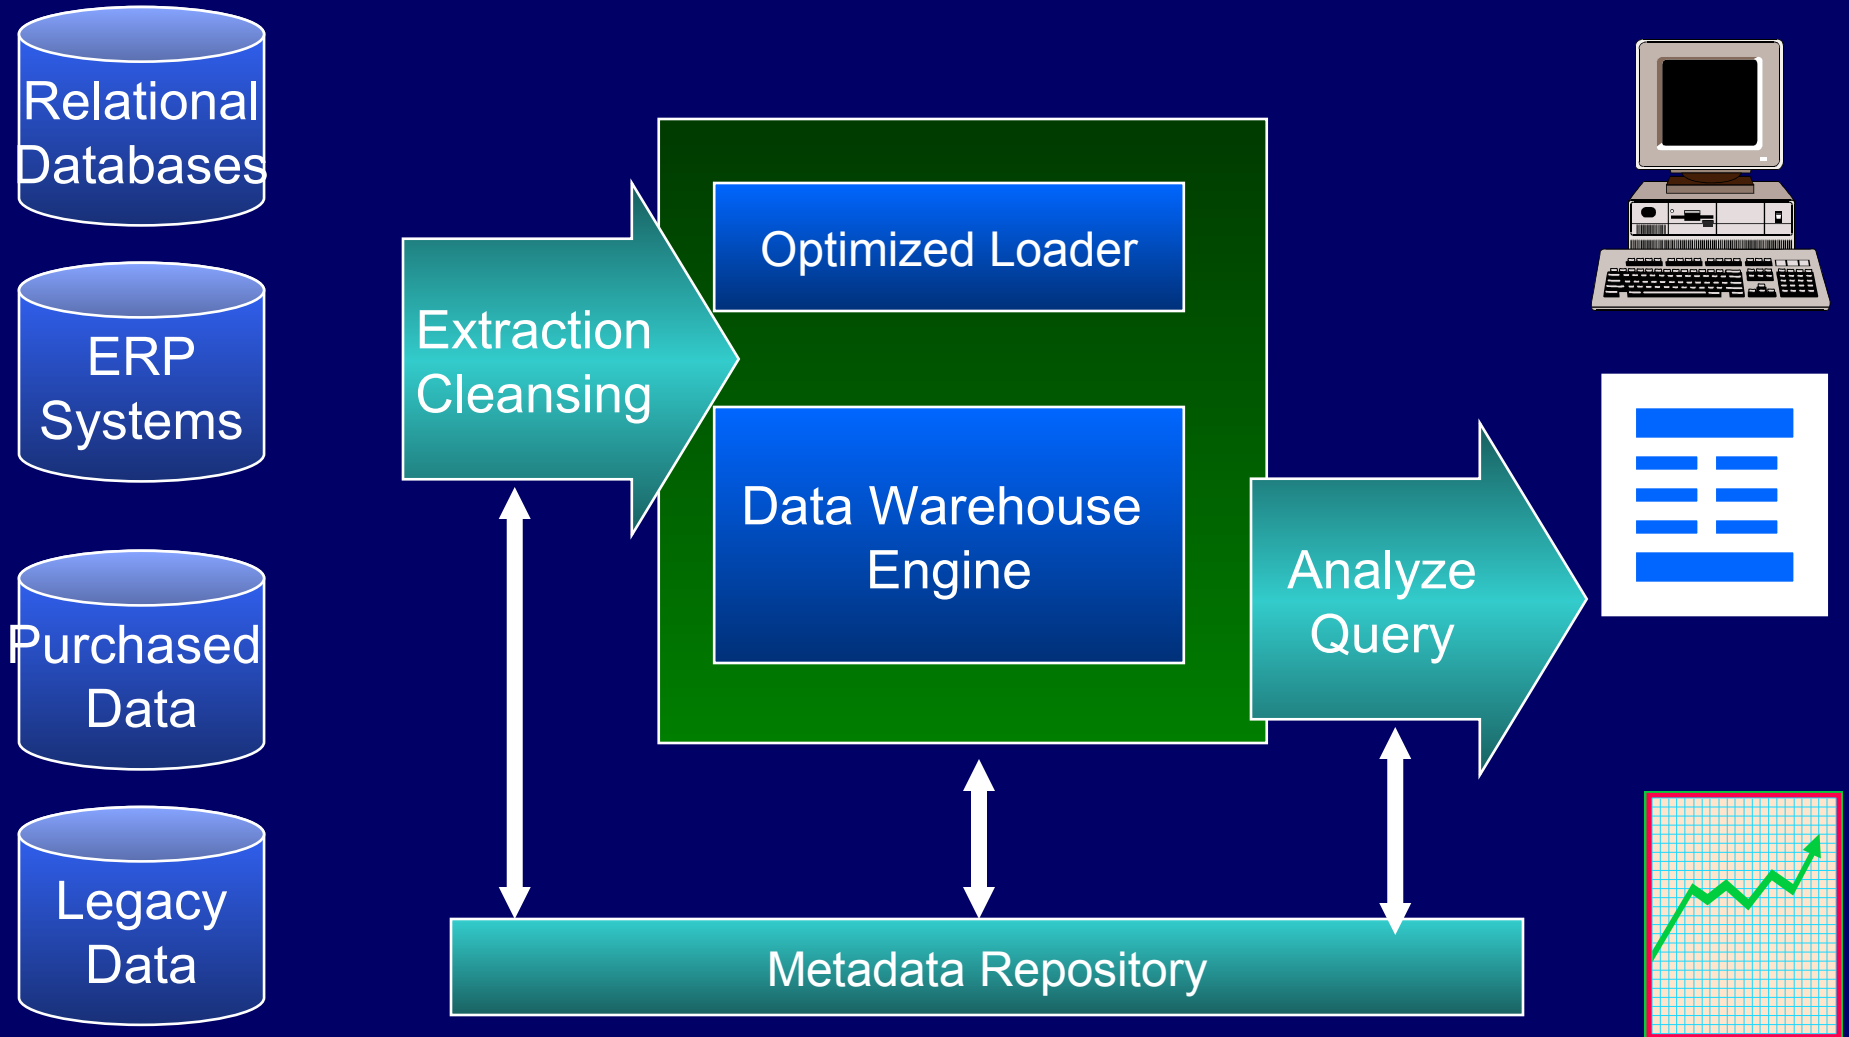 Relational
Databases
ERP
Systems
Purchased
Data
Legacy
Data
Extraction
Cleansing
Optimized Loader
Data Warehouse
Engine
Analyze
Query
Metadata Repository